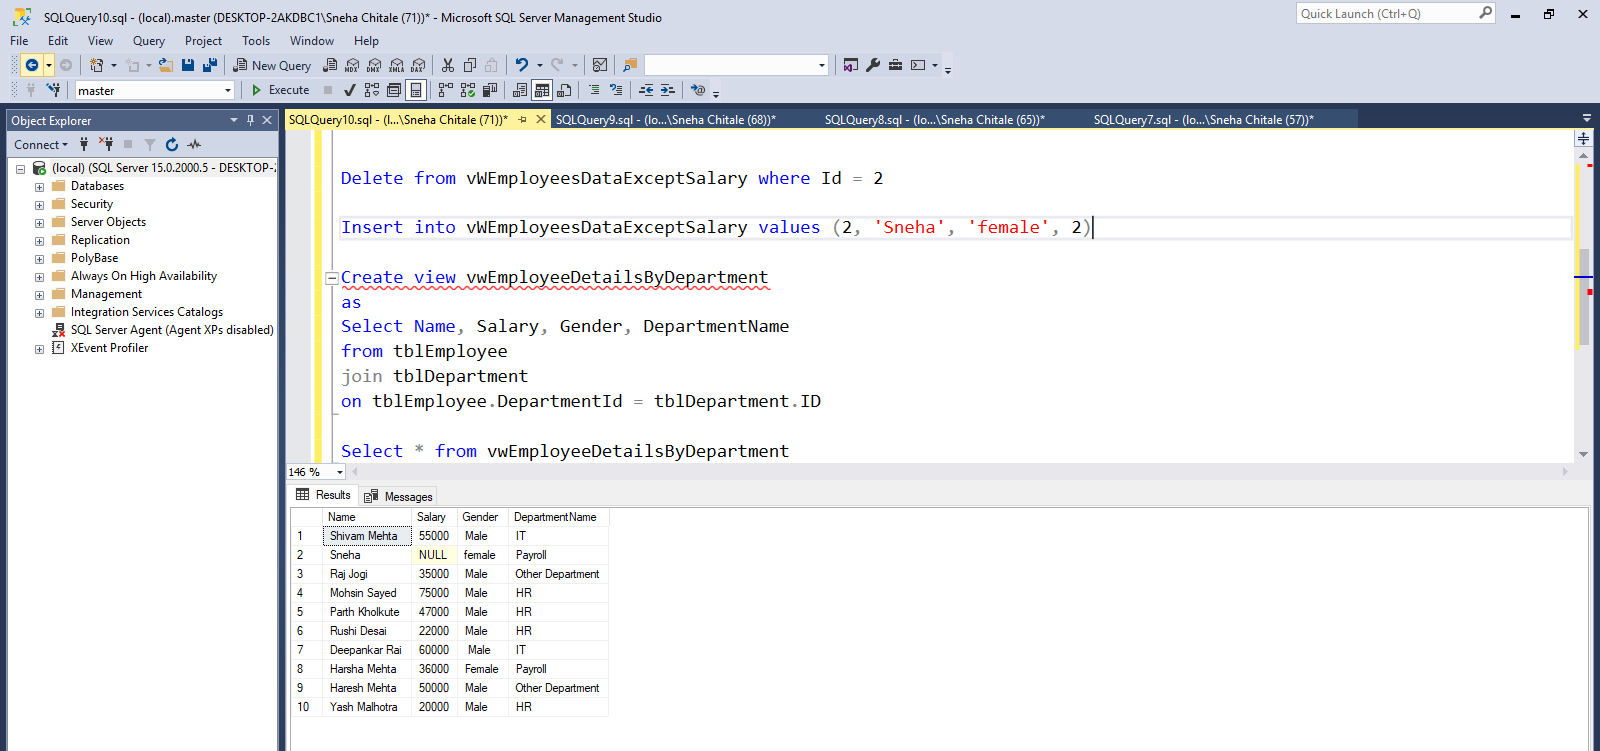 SQLQuery10.sql - (local).master (DESKTOP-2AKDBC1\Sneha Chitale (71))* - Microsoft SQL Server Management Studio
Quick Launch (Ctrl+Q)
File Edit View Query Project Tools Window Help
New Query MDX DMX XMLA DAX
master Execute
Object Explorer
SQLQuery10.sql - (l...\Sneha Chitale (71))* SQLQuery9.sql - (lo...\Sneha Chitale (68))* SQLQuery8.sql - (lo...\Sneha Chitale (65))* SQLQuery7.sql - (lo...\Sneha Chitale (57))*
Connect
(local) (SQL Server 15.0.2000.5 - DESKTOP-2
Databases
Security
Server Objects
Replication
PolyBase
Always On High Availability
Management
Integration Services Catalogs
SQL Server Agent (Agent XPs disabled)
XEvent Profiler
Delete from vWEmployeesDataExceptSalary where Id = 2
Insert into vWEmployeesDataExceptSalary values (2, 'Sneha', 'female', 2)
Create view vwEmployeeDetailsByDepartment
as
Select Name, Salary, Gender, DepartmentName
from tblEmployee
join tblDepartment
on tblEmployee.DepartmentId = tblDepartment.ID
Select * from vwEmployeeDetailsByDepartment
146 %
Results Messages
Name Salary Gender DepartmentName
1 Shivam Mehta 55000 Male IT
2 Sneha NULL female Payroll
3 Raj Jogi 35000 Male Other Department
4 Mohsin Sayed 75000 Male HR
5 Parth Kholkute 47000 Male HR
6 Rushi Desai 22000 Male HR
7 Deepankar Rai 60000 Male IT
8 Harsha Mehta 36000 Female Payroll
9 Haresh Mehta 50000 Male Other Department
10 Yash Malhotra 20000 Male HR